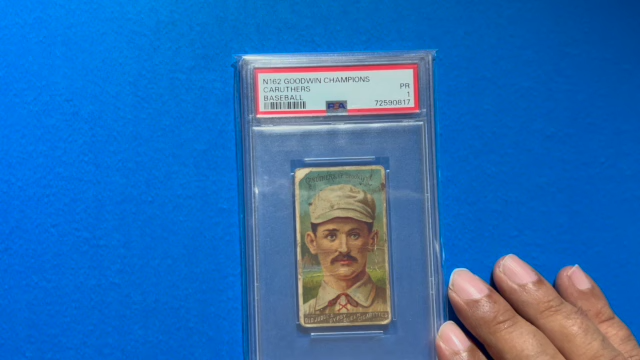 N162 GOODWIN CHAMPIONS
CARUTHERS PR
BASEBALL 1
PSA 72590817